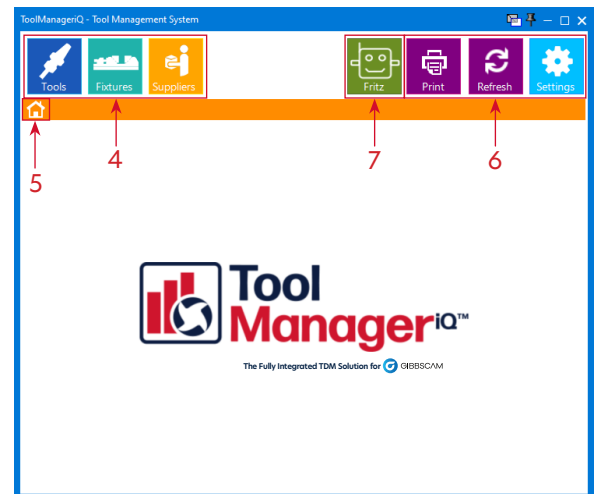 ToolManageriQ - Tool Management System
Tools Fixtures Suppliers Fritz Print Refresh Settings
5 4 7 6
Tool
ManageriQ™
The Fully Integrated TDM Solution for GIBBSCAM